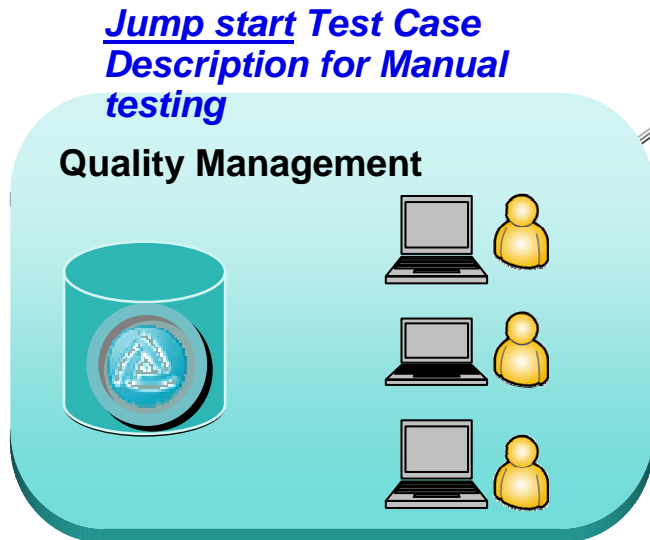 Jump start Test Case
Description for Manual
testing
Quality Management